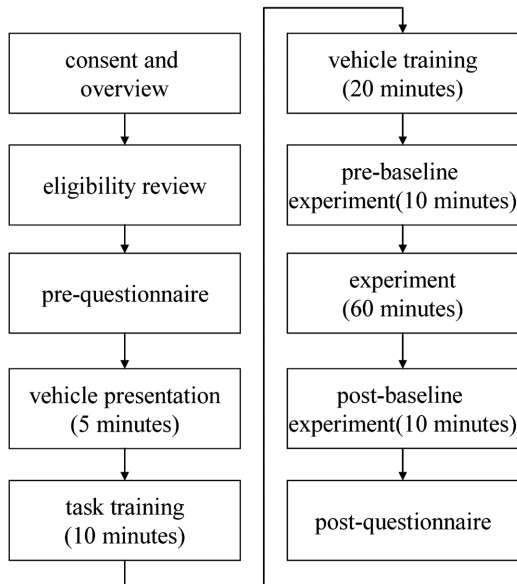 consent and
overview
eligibility review
pre-questionnaire
vehicle presentation
(5 minutes)
task training
(10 minutes)
vehicle training
(20 minutes)
pre-baseline
experiment(10 minutes)
experiment
(60 minutes)
post-baseline
experiment(10 minutes)
post-questionnaire